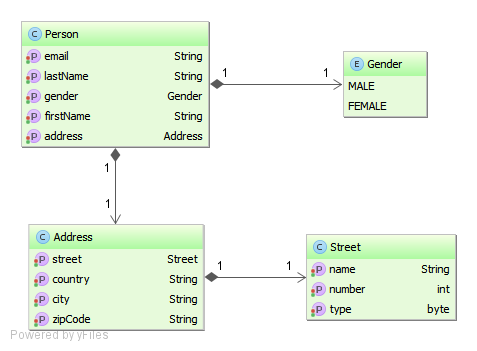 C Person
P email String
P lastName String
P gender Gender
P firstName String
P address Address
1 1
E Gender
MALE
FEMALE
1
1
C Address
P street Street
P country String
P city String
P zipCode String
1 1
C Street
P name String
P number int
P type byte
Powered by yFiles